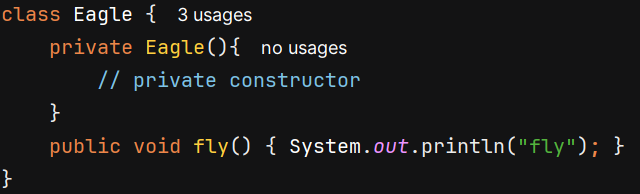 class Eagle { 3 usages
    private Eagle(){ no usages
        // private constructor
    }
    public void fly() { System.out.println("fly"); }
}